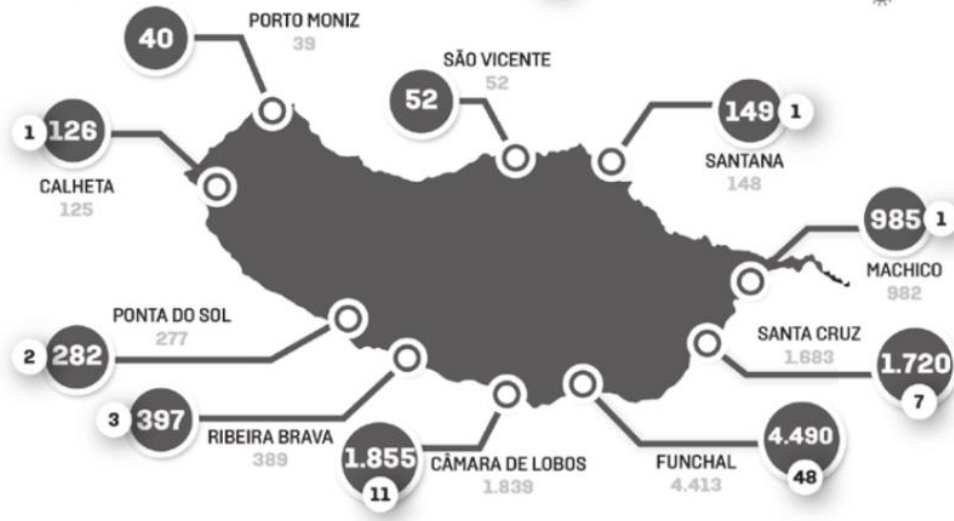 40
PORTO MONIZ
39
SÃO VICENTE
52
52
149 1
SANTANA
148
1 126
CALHETA
125
985 1
MACHICO
982
PONTA DO SOL
277
2 282
SANTA CRUZ
1.683
1.720
7
3 397
RIBEIRA BRAVA
389
1.855
11
CÂMARA DE LOBOS
1.839
FUNCHAL
4.413
4.490
48